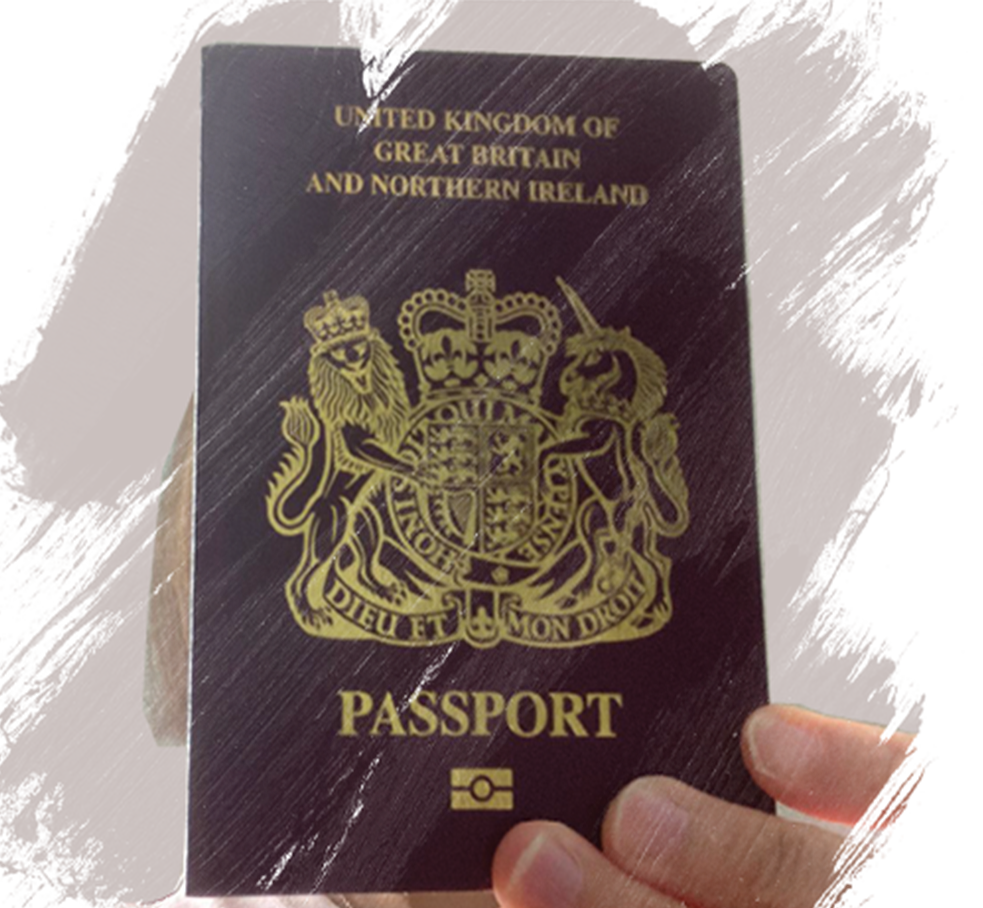 UNITED KINGDOM OF
GREAT BRITAIN
AND NORTHERN IRELAND
HONI SOIT QUI MAL Y PENSE
DIEU ET MON DROIT
PASSPORT